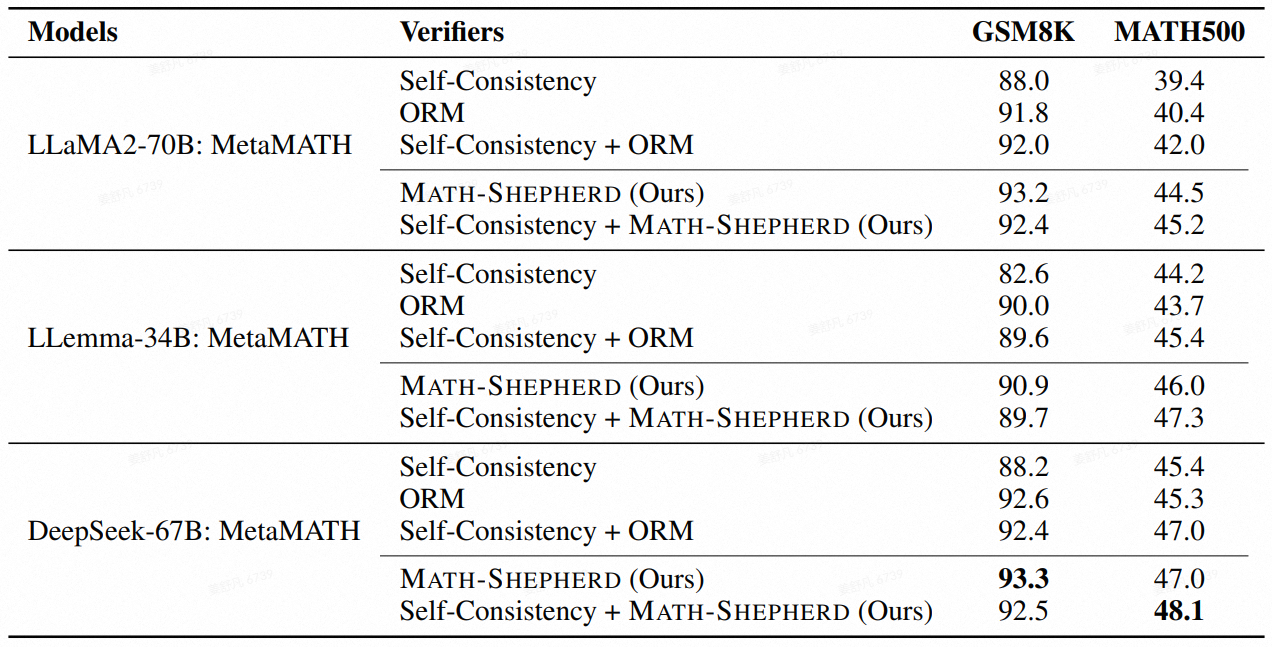 Models Verifiers GSM8K MATH500
Self-Consistency 88.0 39.4
ORM 91.8 40.4
LLaMA2-70B: MetaMATH Self-Consistency + ORM 92.0 42.0
MATH-SHEPHERD (Ours) 93.2 44.5
Self-Consistency + MATH-SHEPHERD (Ours) 92.4 45.2
Self-Consistency 82.6 44.2
ORM 90.0 43.7
LLemma-34B: MetaMATH Self-Consistency + ORM 89.6 45.4
MATH-SHEPHERD (Ours) 90.9 46.0
Self-Consistency + MATH-SHEPHERD (Ours) 89.7 47.3
Self-Consistency 88.2 45.4
ORM 92.6 45.3
DeepSeek-67B: MetaMATH Self-Consistency + ORM 92.4 47.0
MATH-SHEPHERD (Ours) 93.3 47.0
Self-Consistency + MATH-SHEPHERD (Ours) 92.5 48.1